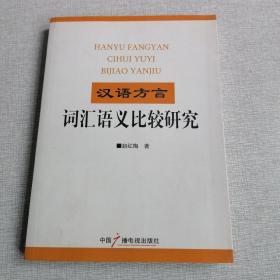 HANYU FANGYAN
CIHUI YUYI
BIJIAO YANJIU
汉语方言
词汇语义比较研究
■赵红梅 著
中国广播电视出版社